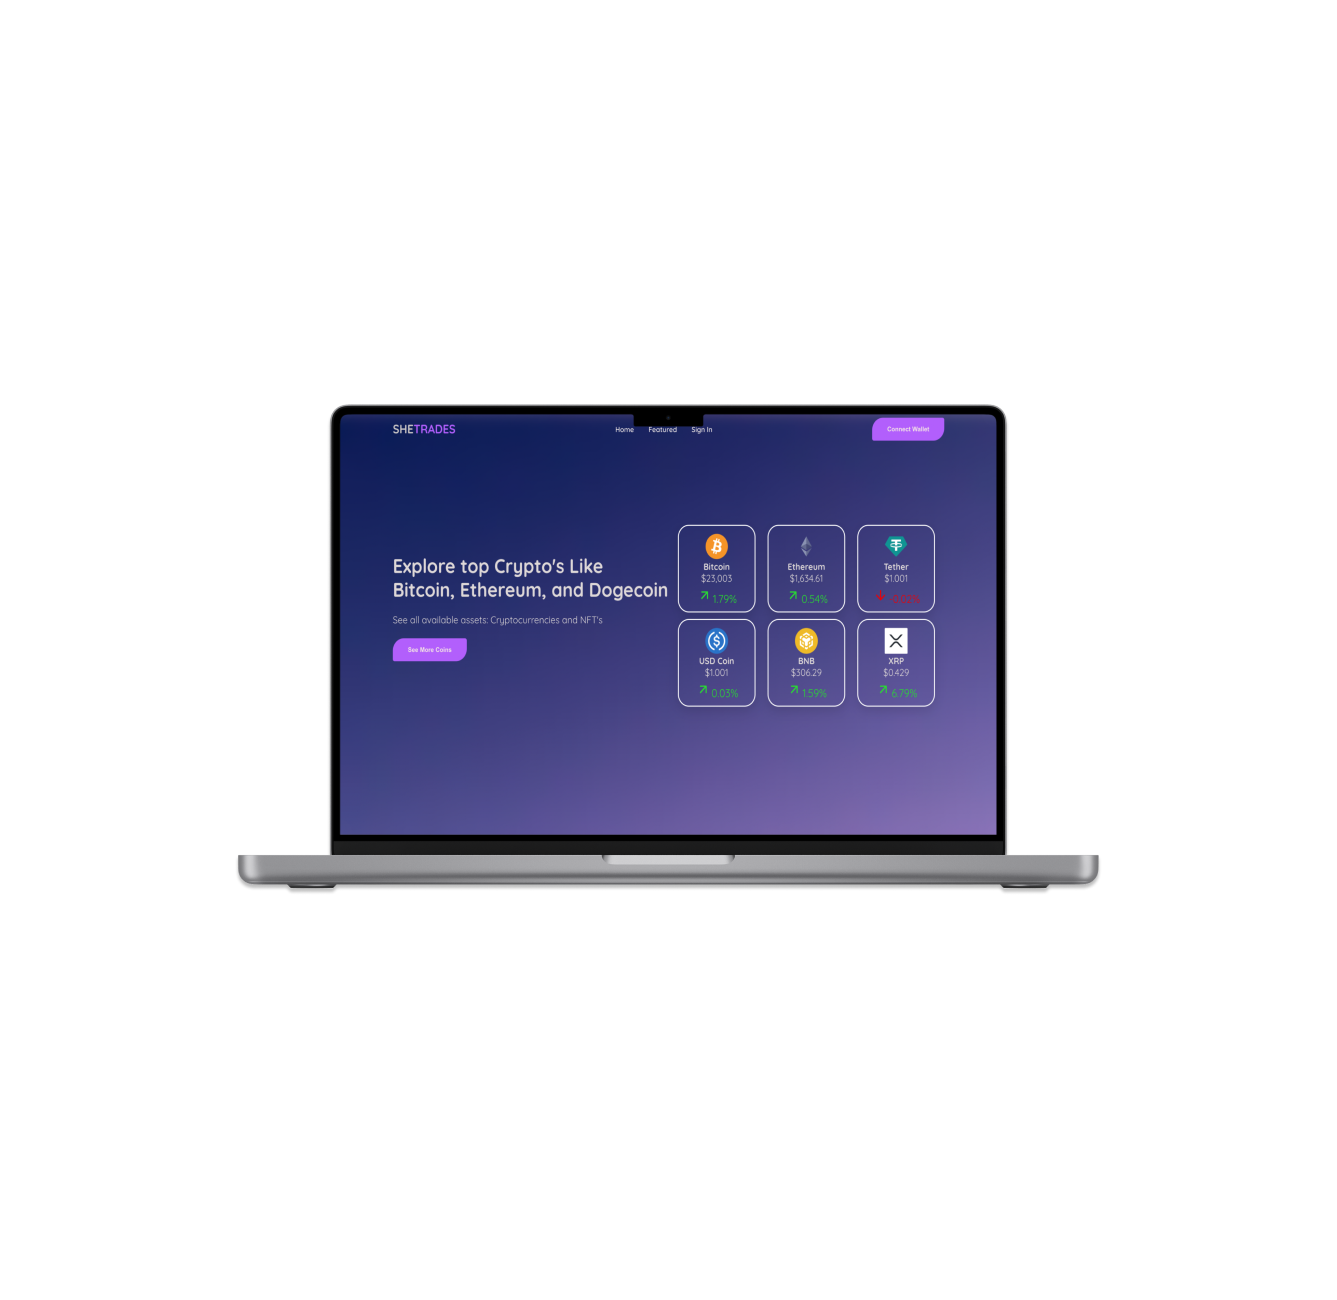 SHETRADES
Home Featured Sign In
Connect Wallet
Explore top Crypto's Like
Bitcoin, Ethereum, and Dogecoin
See all available assets: Cryptocurrencies and NFT's
See More Coins
Bitcoin
$23,003
1.79%
Ethereum
$1,634.61
0.54%
Tether
$1.001
USD Coin
$1.001
0.03%
BNB
$306.29
1.59%
XRP
$0.429
6.79%